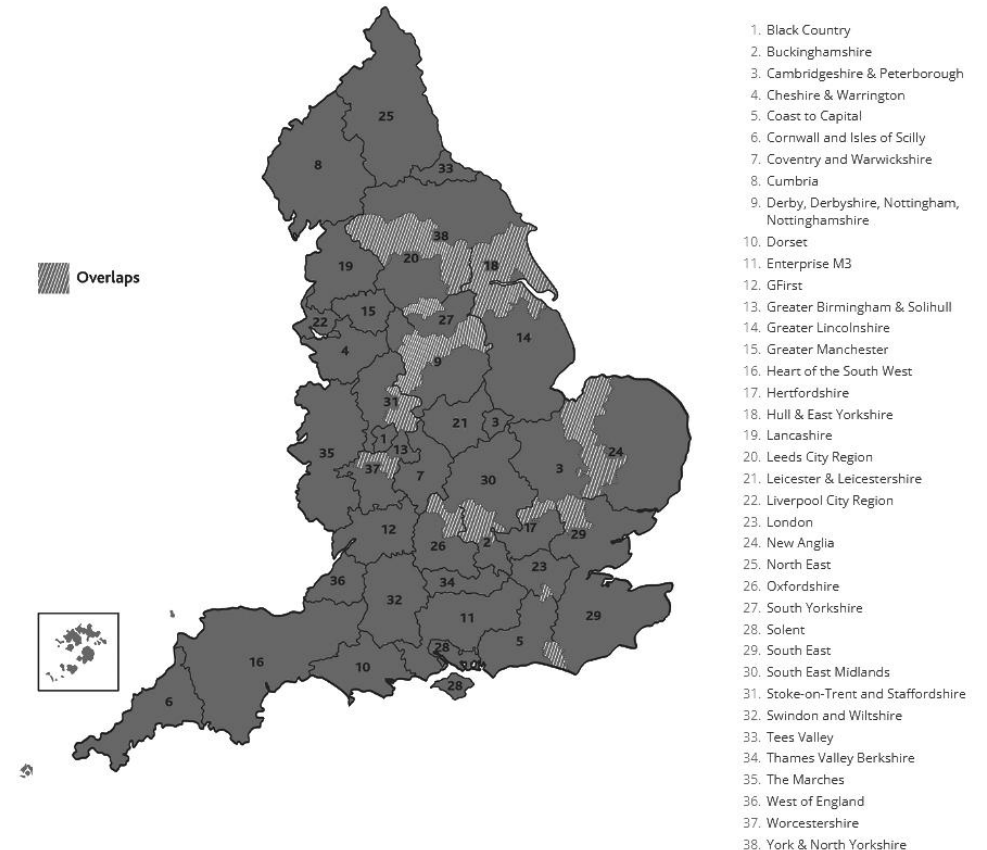 25
8
33
38
20
18
19
15
27
22
14
4
9
31
21
3
1
13
35
37
24
3
7
30
12
17
29
26
2
23
36
34
32
11
29
5
28
16
10
28
6
Overlaps
1. Black Country
2. Buckinghamshire
3. Cambridgeshire & Peterborough
4. Cheshire & Warrington
5. Coast to Capital
6. Cornwall and Isles of Scilly
7. Coventry and Warwickshire
8. Cumbria
9. Derby, Derbyshire, Nottingham,
Nottinghamshire
10. Dorset
11. Enterprise M3
12. GFirst
13. Greater Birmingham & Solihull
14. Greater Lincolnshire
15. Greater Manchester
16. Heart of the South West
17. Hertfordshire
18. Hull & East Yorkshire
19. Lancashire
20. Leeds City Region
21. Leicester & Leicestershire
22. Liverpool City Region
23. London
24. New Anglia
25. North East
26. Oxfordshire
27. South Yorkshire
28. Solent
29. South East
30. South East Midlands
31. Stoke-on-Trent and Staffordshire
32. Swindon and Wiltshire
33. Tees Valley
34. Thames Valley Berkshire
35. The Marches
36. West of England
37. Worcestershire
38. York & North Yorkshire